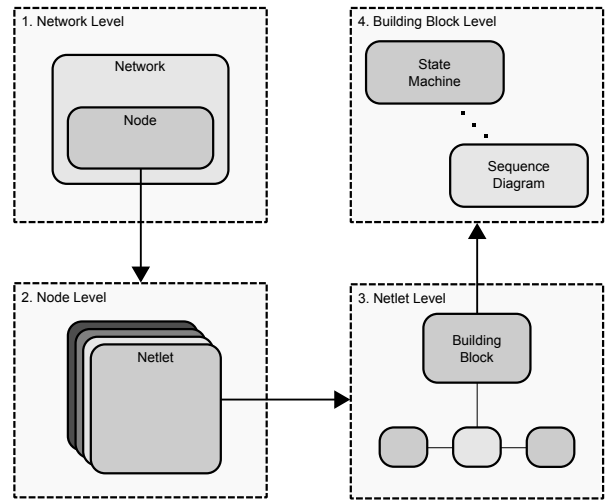 1. Network Level
Network
Node
2. Node Level
Netlet
3. Netlet Level
Building
Block
4. Building Block Level
State
Machine
Sequence
Diagram